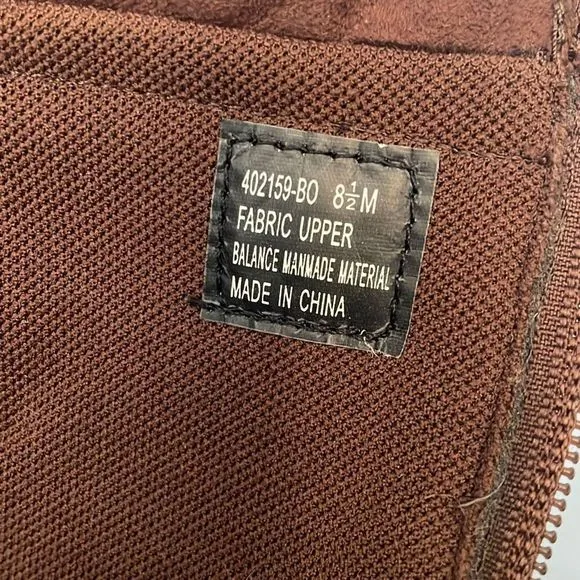 402159-BO 8½M
FABRIC UPPER
BALANCE MANMADE MATERIAL
MADE IN CHINA